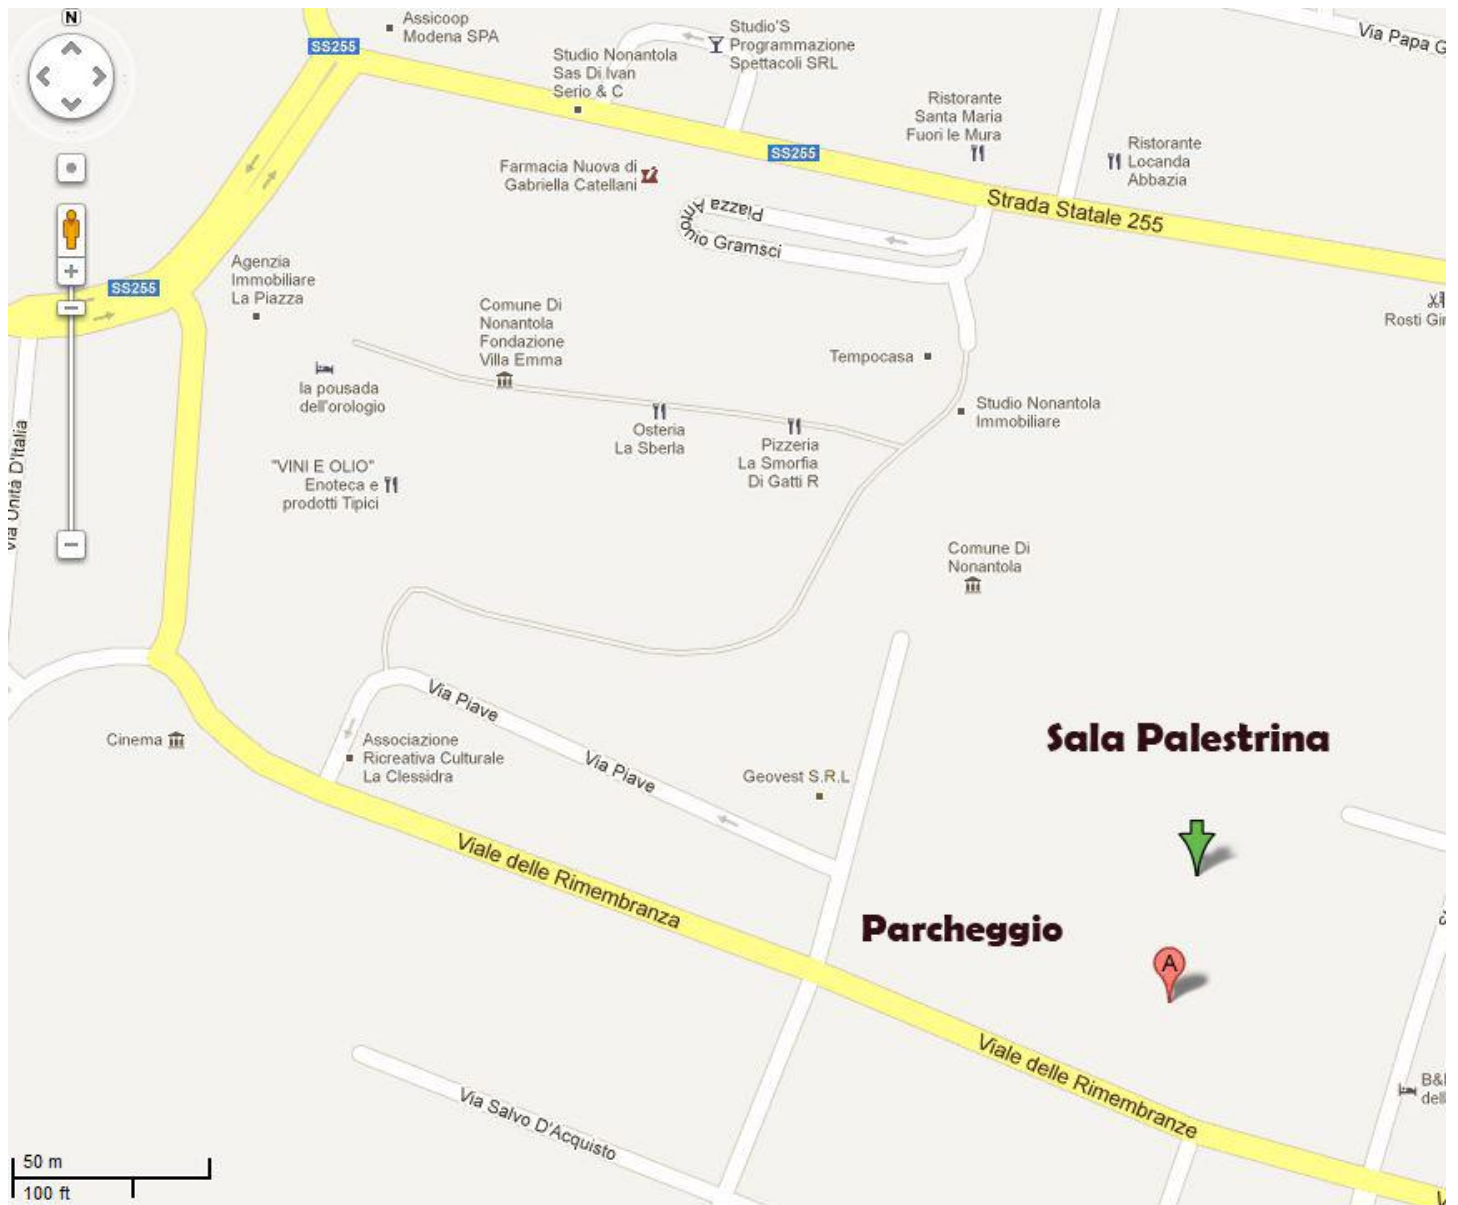 N
Assicoop
Modena SPA
SS255
Studio Nonantola
Sas Di Ivan
Serio & C
Studio'S
Programmazione
Spettacoli SRL
Via Papa G
Ristorante
Santa Maria
Fuori le Mura
Ristorante
Locanda
Abbazia
SS255
Farmacia Nuova di
Gabriella Catellani
Strada Statale 255
Piazza Antonio Gramsci
Agenzia
Immobiliare
La Piazza
SS255
Rosti Gir
Comune Di
Nonantola
Fondazione
Villa Emma
Tempocasa
la pousada
dell'orologio
Studio Nonantola
Immobiliare
Osteria
La Sberla
Pizzeria
La Smorfia
Di Gatti R
Via Unità D'Italia
"VINI E OLIO"
Enoteca e
prodotti Tipici
Comune Di
Nonantola
Via Piave
Cinema
Associazione
Ricreativa Culturale
La Clessidra
Via Piave
Geovest S.R.L
Sala Palestrina
Viale delle Rimembranza
Parcheggio
A
Viale delle Rimembranze
B&
dell
Via Salvo D'Acquisto
50 m
100 ft